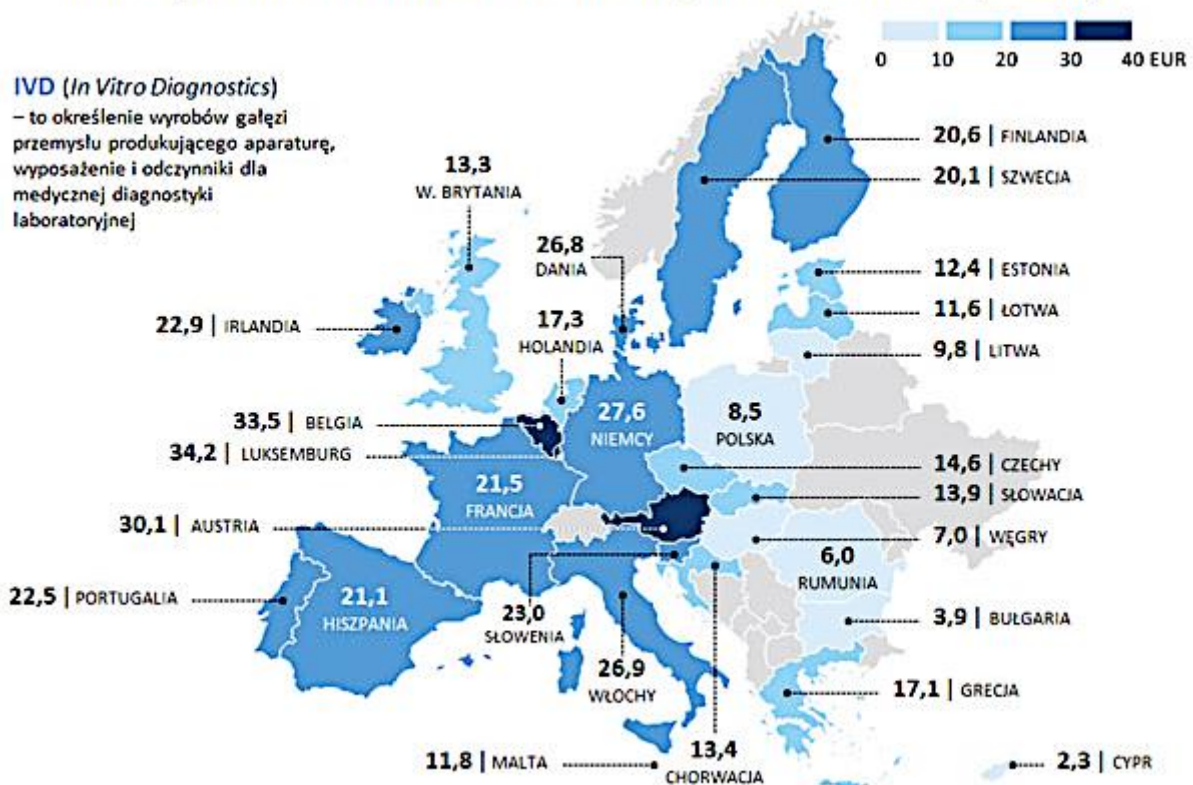 0 10 20 30 40 EUR
IVD (In Vitro Diagnostics)
– to określenie wyrobów gałęzi
przemysłu produkującego aparaturę,
wyposażenie i odczynniki dla
medycznej diagnostyki
laboratoryjnej
13,3
W. BRYTANIA
20,6 | FINLANDIA
20,1 | SZWECJA
26,8
DANIA
12,4 | ESTONIA
22,9 | IRLANDIA
17,3
HOLANDIA
11,6 | ŁOTWA
9,8 | LITWA
33,5 | BELGIA
27,6
NIEMCY
8,5
POLSKA
34,2 | LUKSEMBURG
14,6 | CZECHY
21,5
FRANCJA
13,9 | SŁOWACJA
30,1 | AUSTRIA
7,0 | WĘGRY
6,0
RUMUNIA
22,5 | PORTUGALIA
21,1
HISZPANIA
23,0
SŁOWENIA
3,9 | BUŁGARIA
26,9
WŁOCHY
17,1 | GRECJA
11,8 | MALTA
13,4
CHORWACJA
2,3 | CYPR